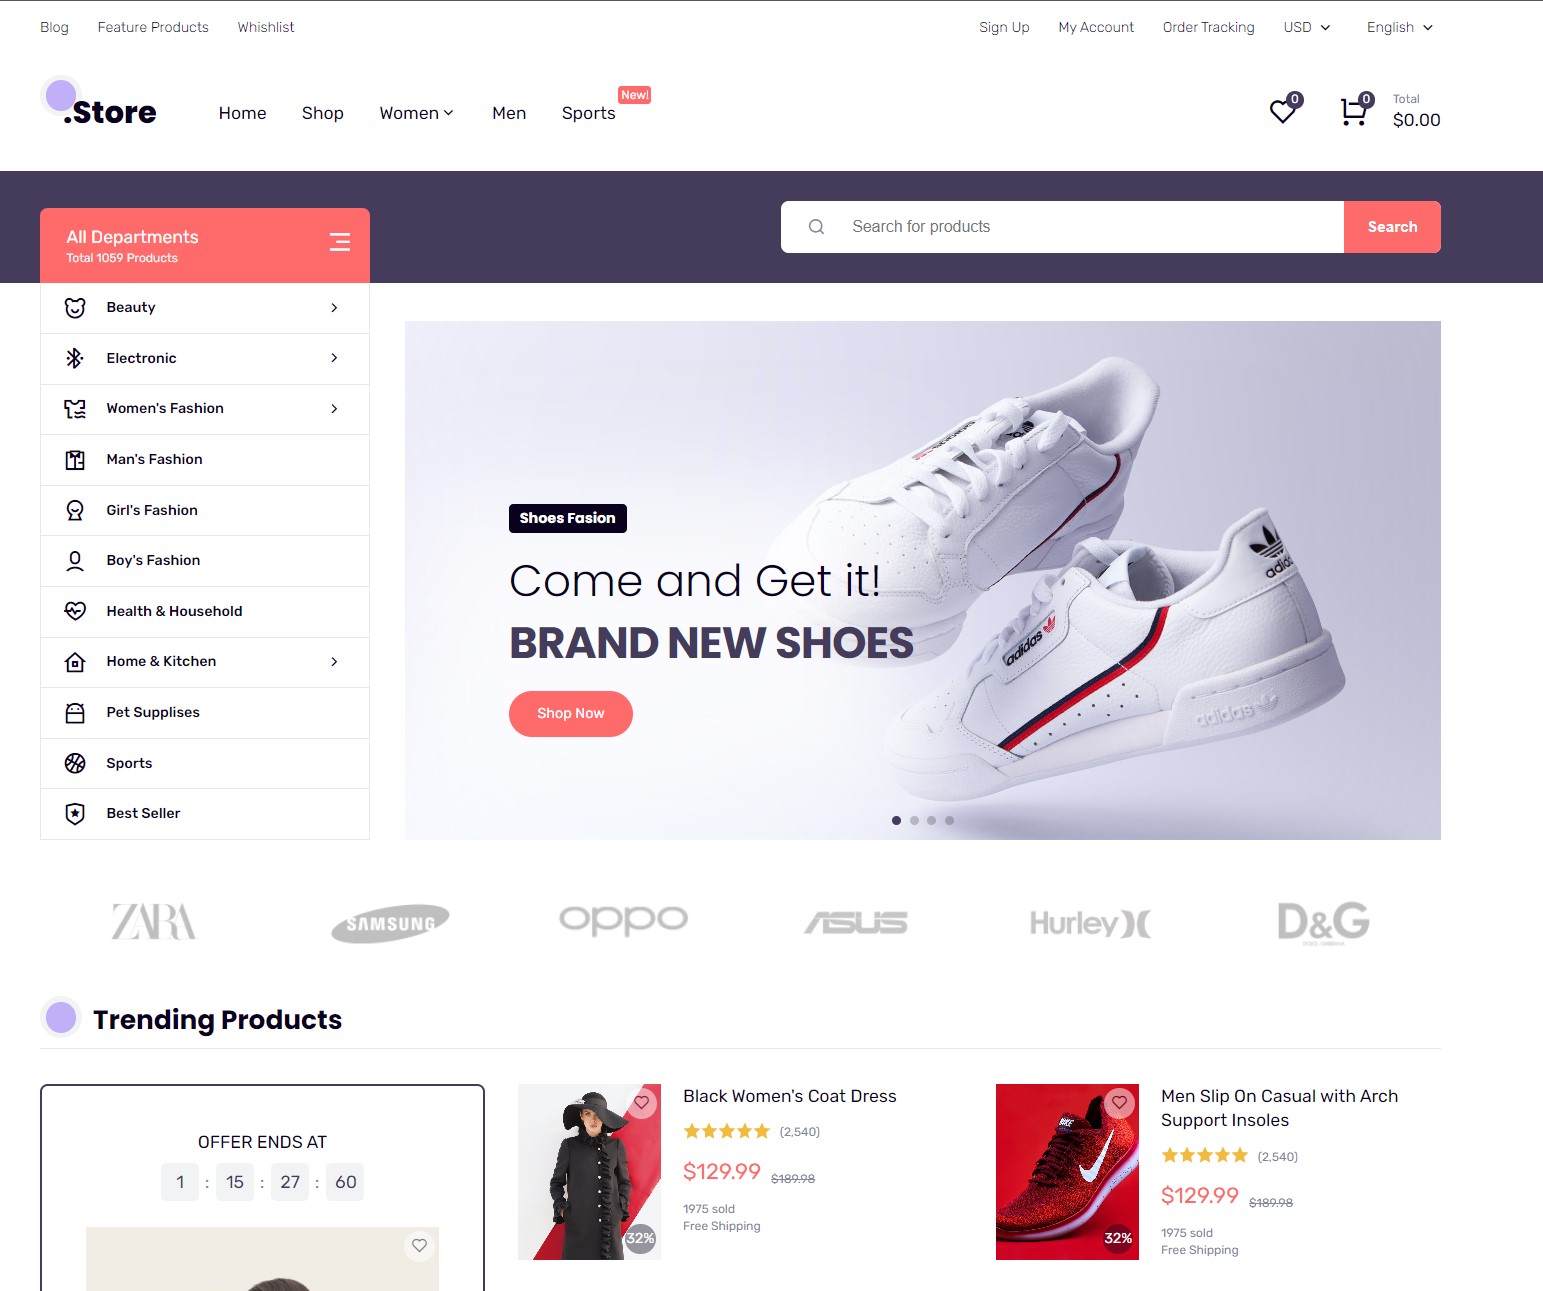 Blog Feature Products Whishlist Sign Up My Account Order Tracking USD English
.Store Home Shop Women Men Sports New! 0 0 Total
$0.00
All Departments
Total 1059 Products
Search for products Search
Beauty
Electronic
Women's Fashion
Man's Fashion
Girl's Fashion
Boy's Fashion
Health & Household
Home & Kitchen
Pet Supplises
Sports
Best Seller
Shoes Fasion
Come and Get it!
BRAND NEW SHOES
Shop Now
adidas
adidas
adidas
ZARA SAMSUNG oppo ASUS Hurley D&G
Trending Products
OFFER ENDS AT
1 : 15 : 27 : 60
Black Women's Coat Dress
(2,540)
$129.99 $189.98
1975 sold
Free Shipping
32%
NIKE
Men Slip On Casual with Arch
Support Insoles
(2,540)
$129.99 $189.98
1975 sold
Free Shipping
32%